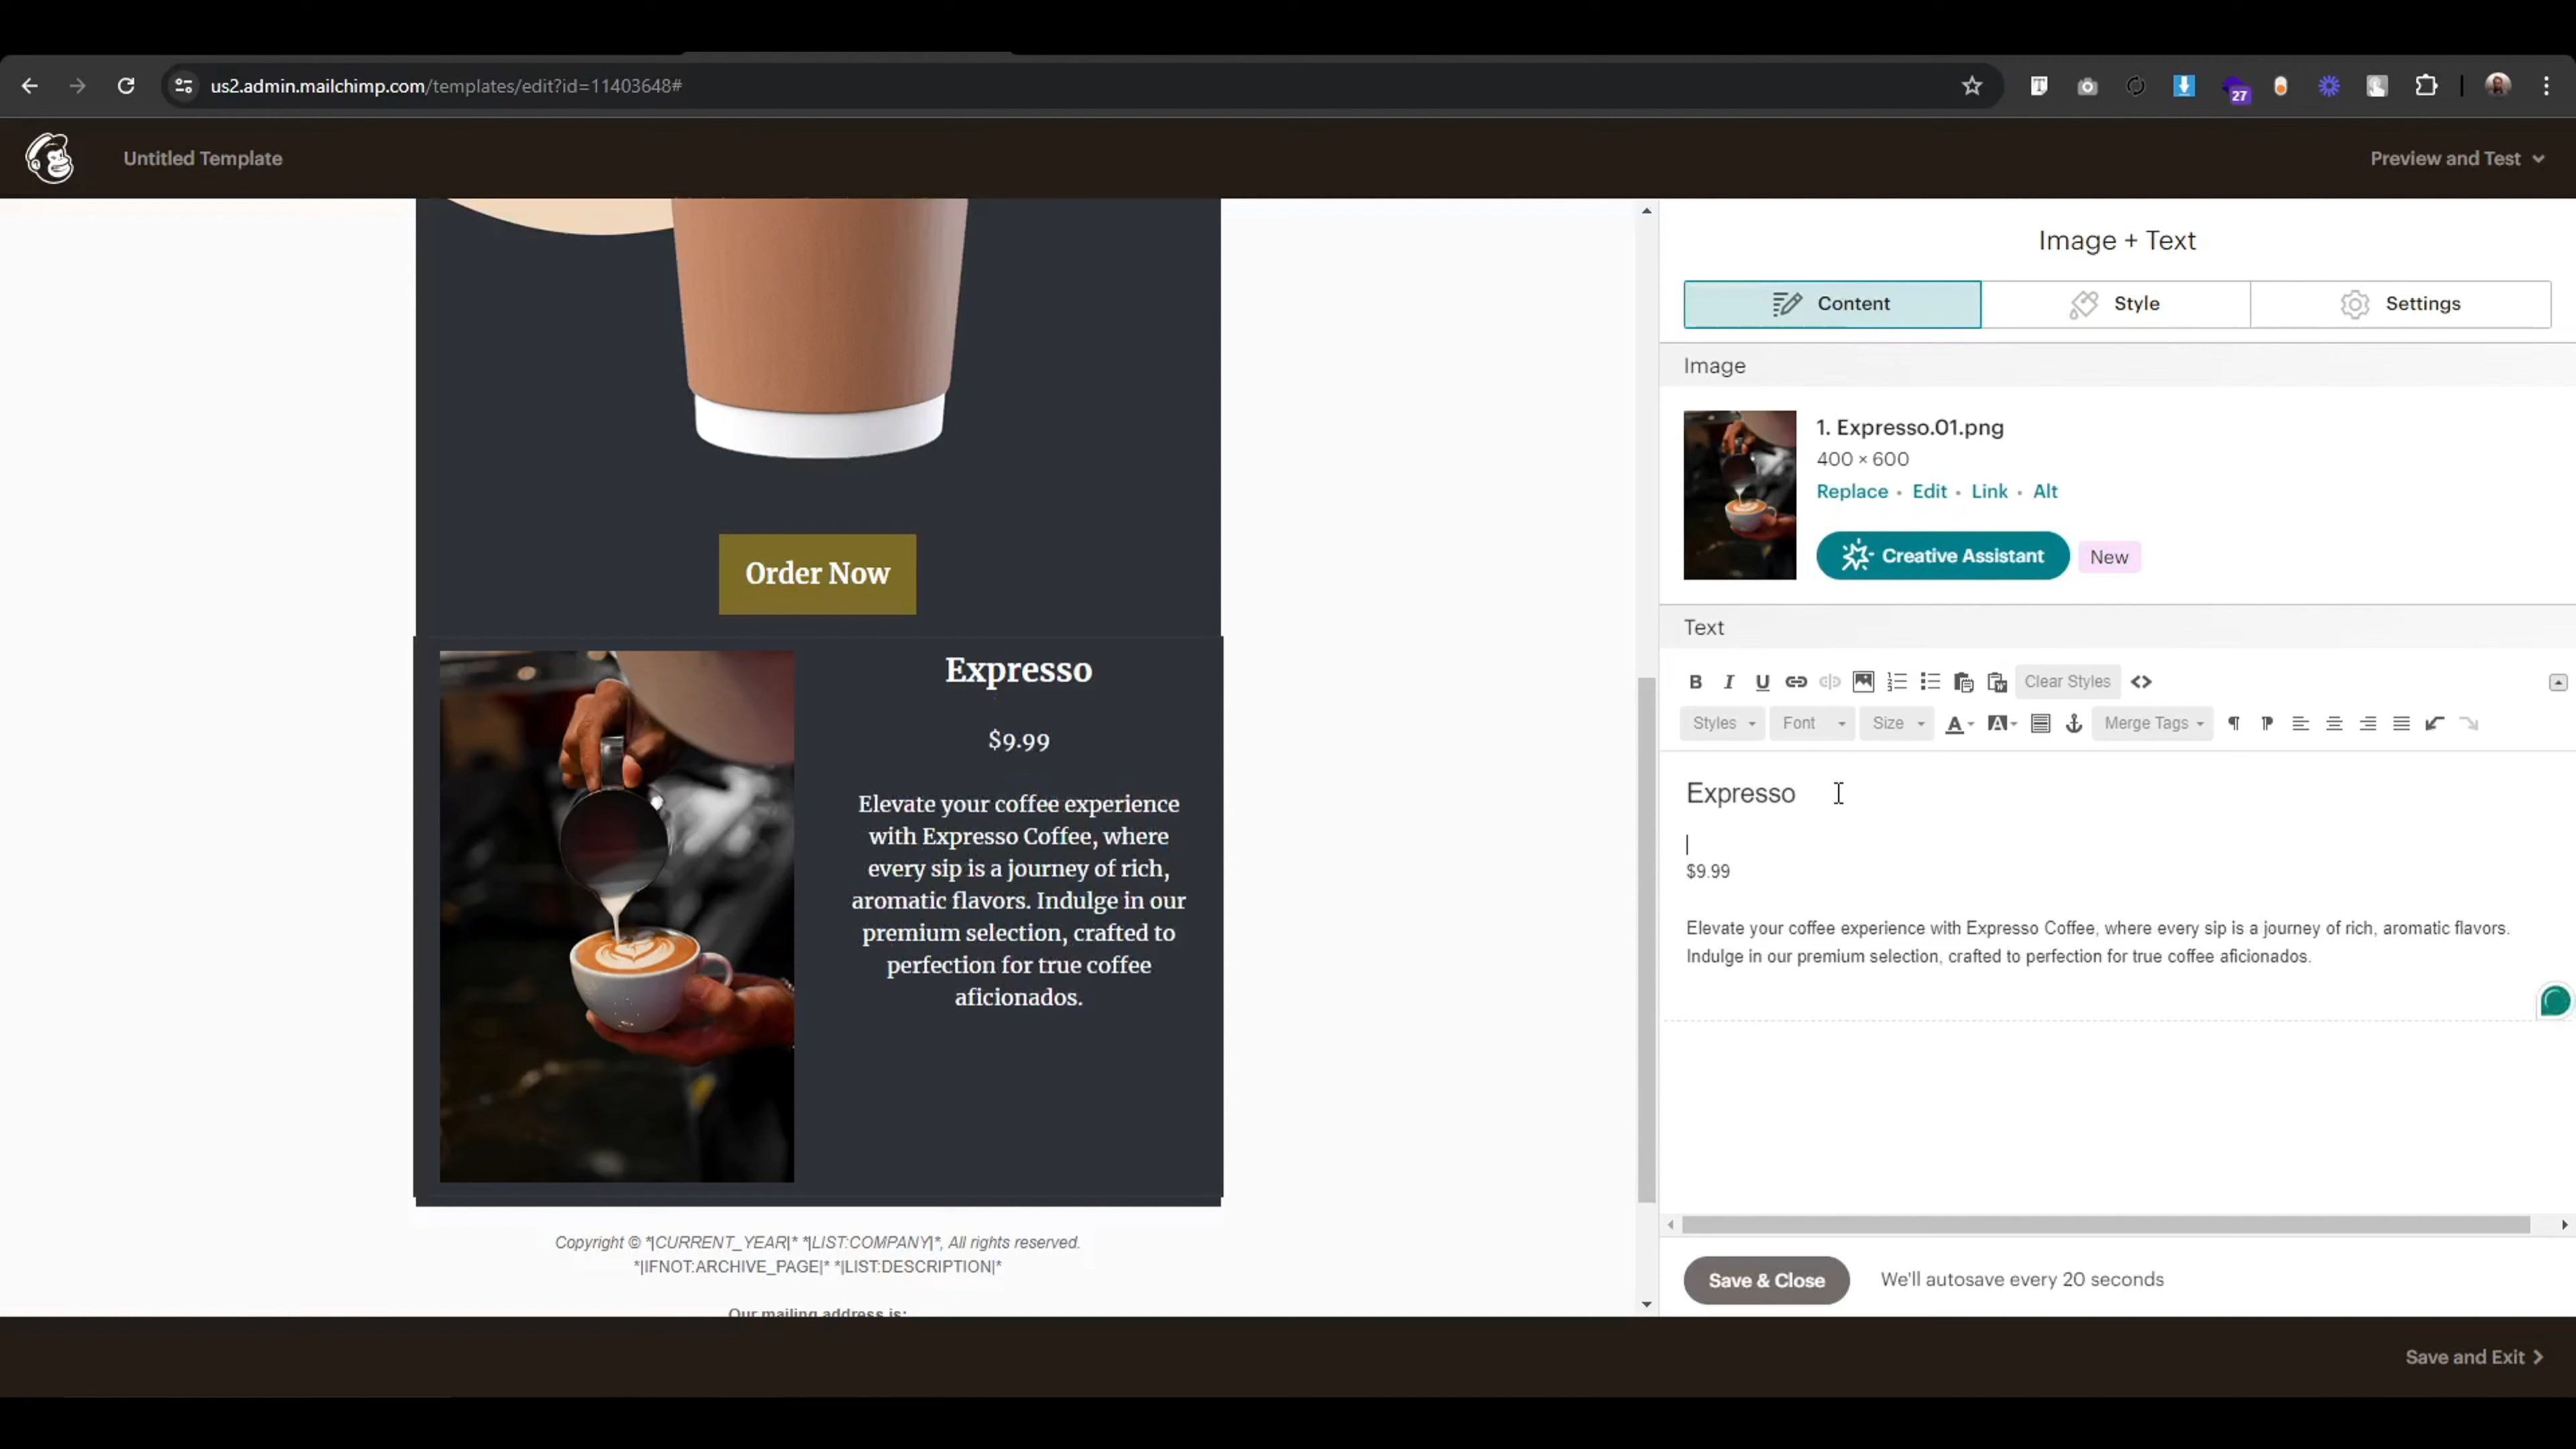 us2.admin.mailchimp.com/templates/edit?id=11403648#
27
Untitled Template
Preview and Test
Order Now
Expresso
$9.99
Elevate your coffee experience
with Expresso Coffee, where
every sip is a journey of rich,
aromatic flavors. Indulge in our
premium selection, crafted to
perfection for true coffee
aficionados.
Copyright © *|CURRENT_YEAR|* *|LIST:COMPANY|*, All rights reserved.
*|IFNOT:ARCHIVE_PAGE|* *|LIST:DESCRIPTION|*
Our mailing address is:
Image + Text
Content
Style
Settings
Image
1. Expresso.01.png
400 × 600
Replace • Edit • Link • Alt
Creative Assistant
New
Text
B I U Clear Styles
Styles Font Size A A Merge Tags
Expresso
$9.99
Elevate your coffee experience with Expresso Coffee, where every sip is a journey of rich, aromatic flavors.
Indulge in our premium selection, crafted to perfection for true coffee aficionados.
Save & Close
We'll autosave every 20 seconds
Save and Exit